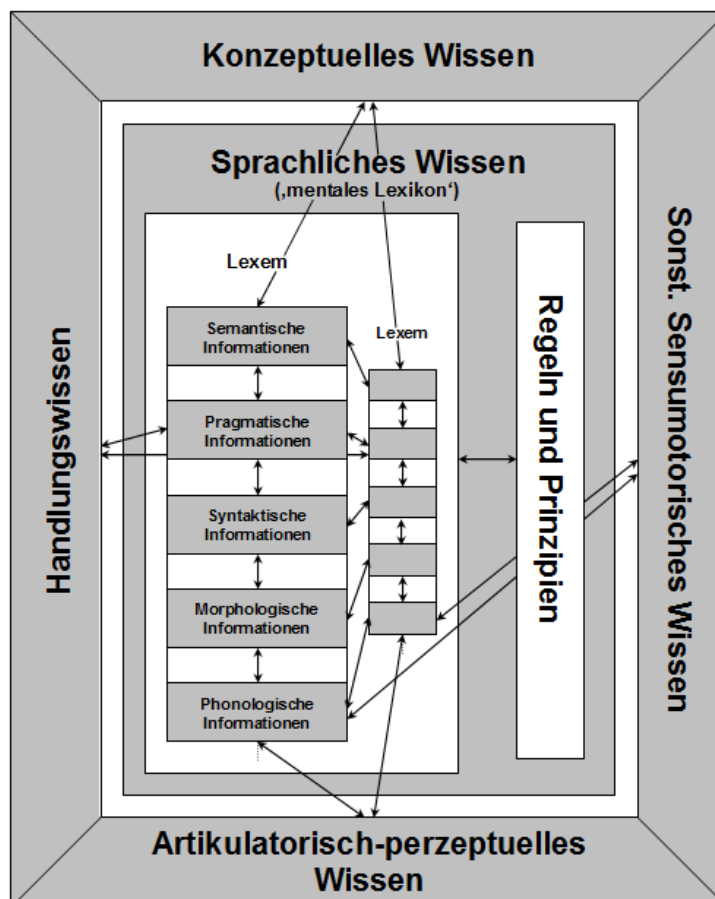 Konzeptuelles Wissen
Sprachliches Wissen
(‚mentales Lexikon‘)
Lexem
Semantische
Informationen
Pragmatische
Informationen
Syntaktische
Informationen
Morphologische
Informationen
Phonologische
Informationen
Lexem
Regeln und Prinzipien
Handlungswissen
Sonst. Sensumotorisches Wissen
Artikulatorisch-perzeptuelles
Wissen